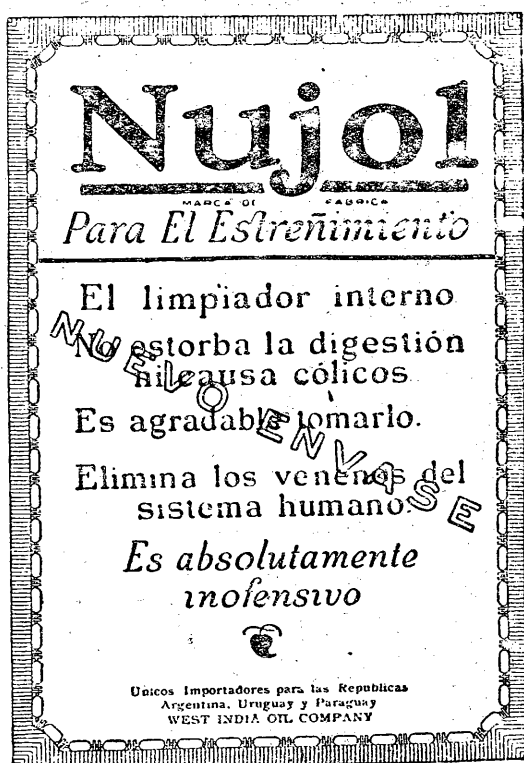 Nujol
MARCA DE FABRICA
Para El Estreñimiento
El limpiador interno
No estorba la digestión
ni causa cólicos
Es agradable tomarlo.
Elimina los venenos del
sistema humano.
NUEVO ENVASE
Es absolutamente
inofensivo
Unicos Importadores para las Republicas
Argentina, Uruguay y Paraguay
WEST INDIA OIL COMPANY